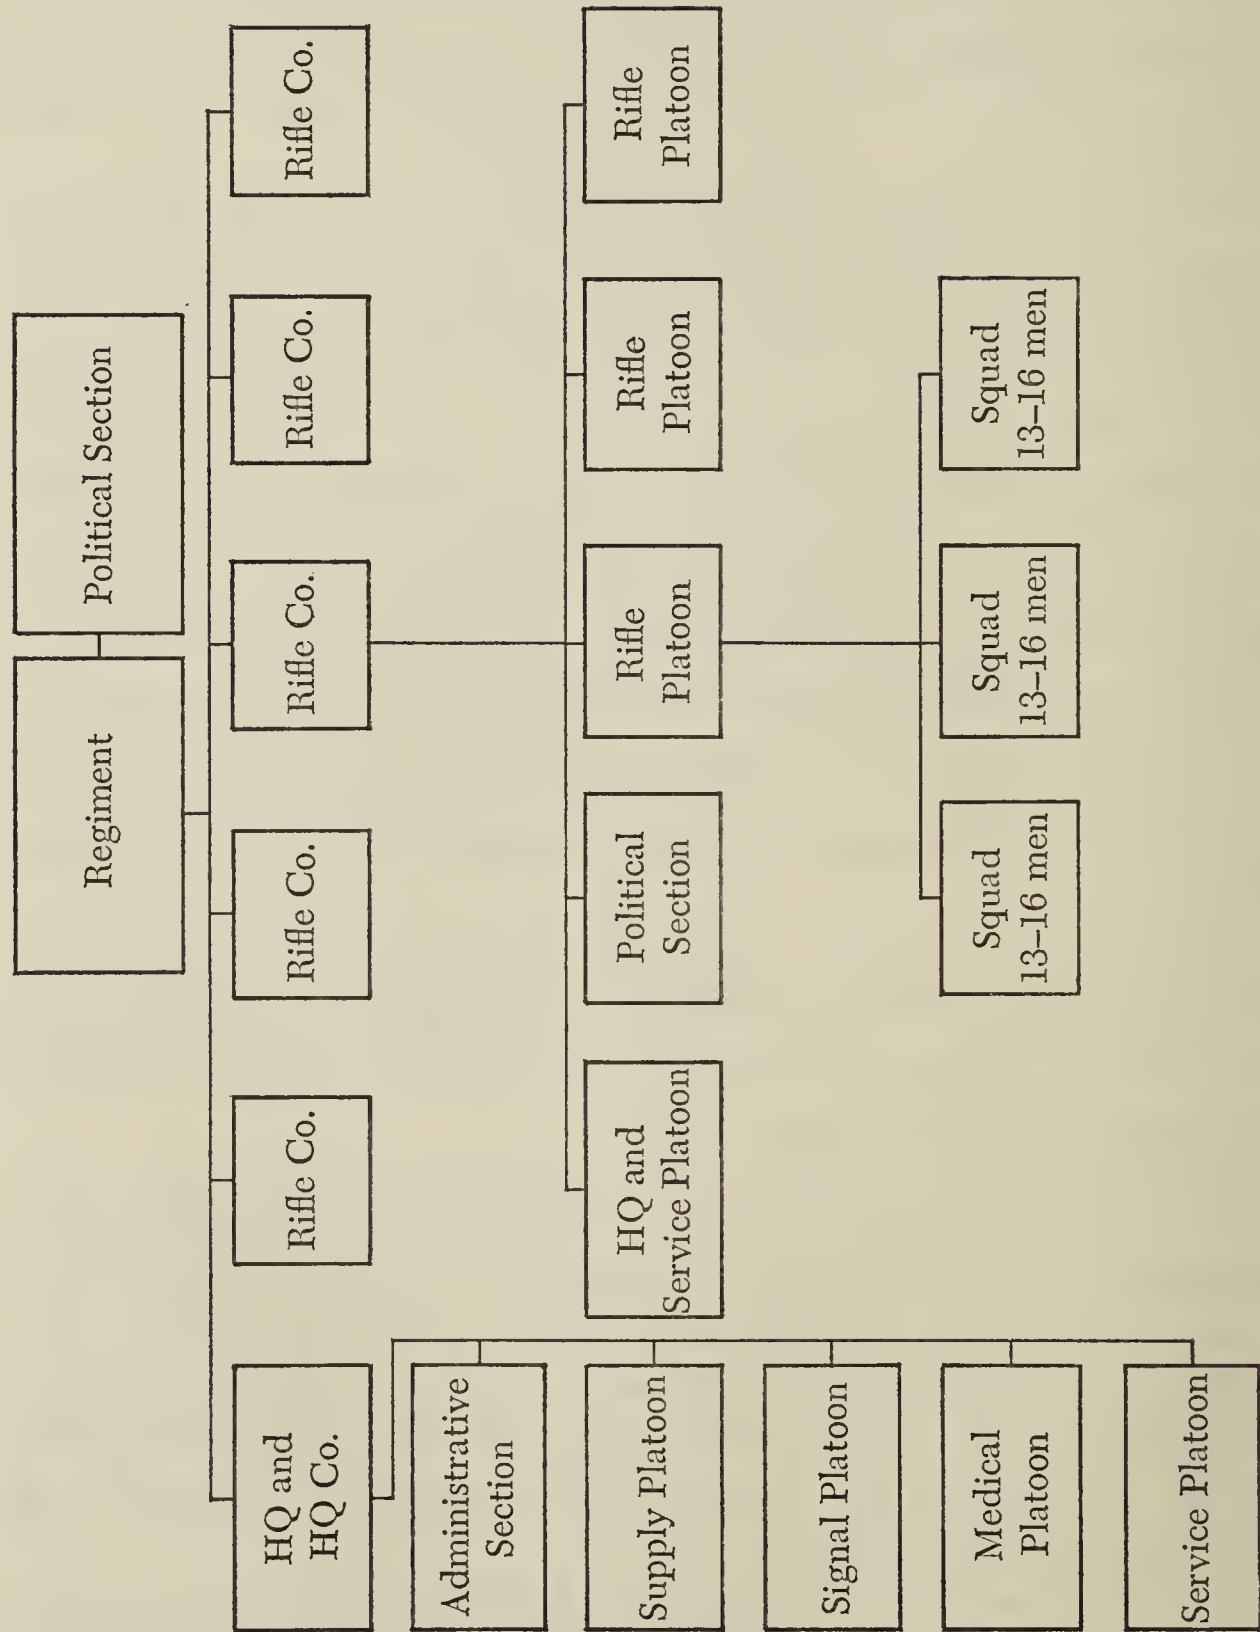 Regiment
Political Section
HQ and
HQ Co.
Rifle Co.
Rifle Co.
Rifle Co.
Rifle Co.
Rifle Co.
Administrative
Section
Supply Platoon
Signal Platoon
Medical
Platoon
Service Platoon
HQ and
Service Platoon
Political
Section
Rifle
Platoon
Rifle
Platoon
Rifle
Platoon
Squad
13–16 men
Squad
13–16 men
Squad
13–16 men